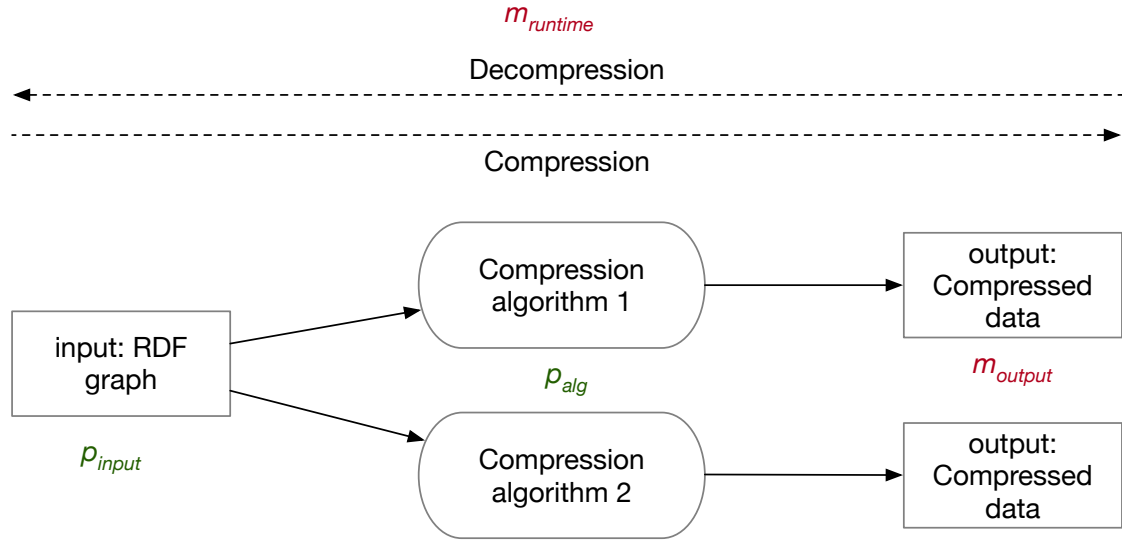 m_runtime
Decompression
Compression
Compression
algorithm 1
output:
Compressed
data
input: RDF
graph
p_alg
m_output
p_input
Compression
algorithm 2
output:
Compressed
data